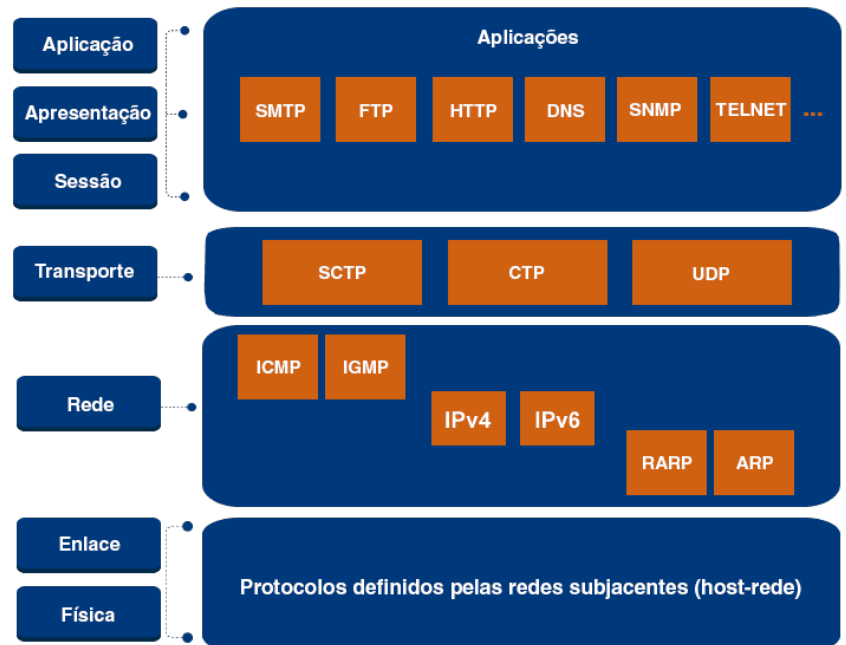 Aplicação
Apresentação
Sessão
Aplicações
SMTP FTP HTTP DNS SNMP TELNET ...
Transporte
SCTP CTP UDP
Rede
ICMP IGMP
IPv4 IPv6
RARP ARP
Enlace
Física
Protocolos definidos pelas redes subjacentes (host-rede)